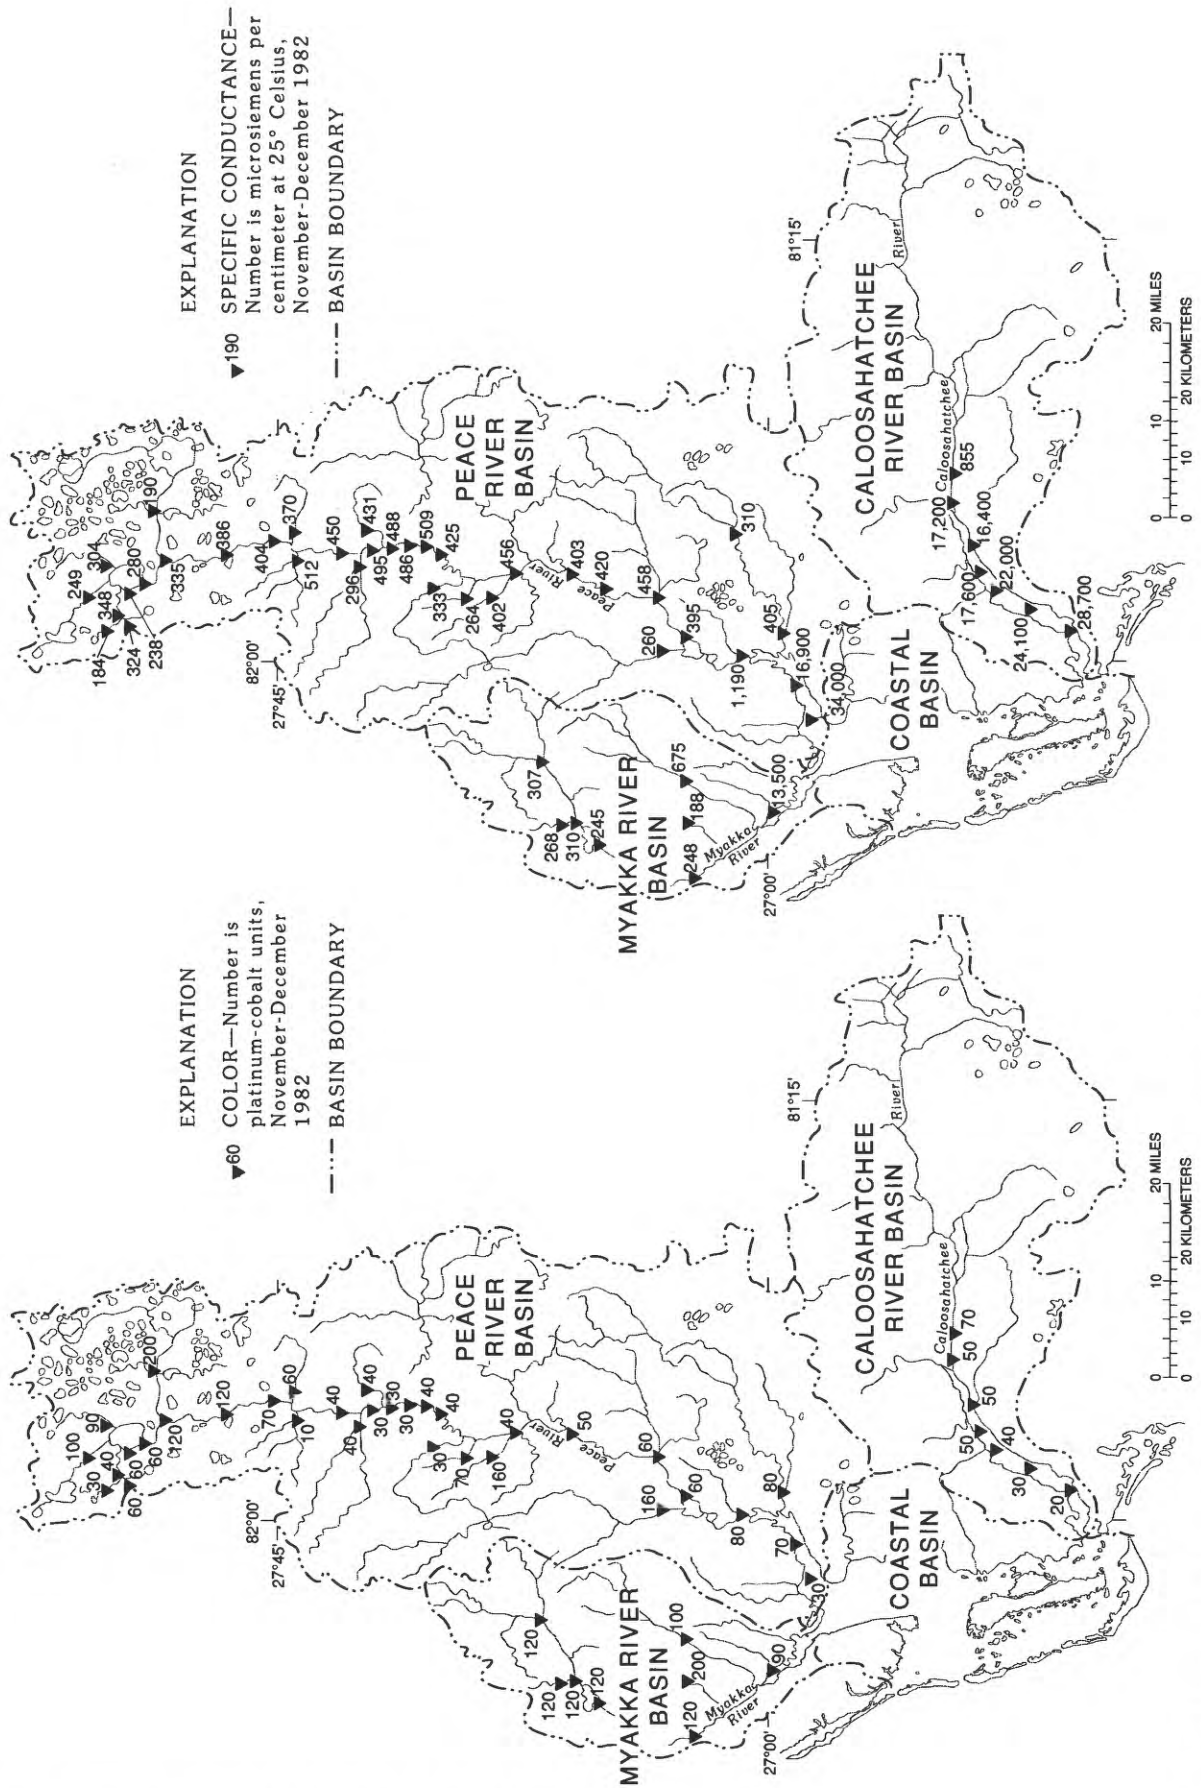 EXPLANATION
▼60 COLOR—Number is
platinum-cobalt units,
November-December
1982
BASIN BOUNDARY
100
90
30
40
60
60
60
120
200
120
70
60
10
40
40
40
30
30
30
40
40
30
70
160
40
50
60
160
60
80
80
70
30
PEACE
RIVER
BASIN
Peace
River
82°00'
27°45'
120
120
120
120
100
200
120
90
MYAKKA RIVER
BASIN
Myakka
River
27°00'
COASTAL
BASIN
81°15'
CALOOSAHATCHEE
RIVER BASIN
Caloosahatchee
River
70
50
50
50
40
30
20
0 10 20 MILES
0 10 20 KILOMETERS
EXPLANATION
▼190 SPECIFIC CONDUCTANCE—
Number is microsiemens per
centimeter at 25° Celsius,
November-December 1982
BASIN BOUNDARY
249
304
184
348
324
238
280
335
190
386
404
370
512
450
296
431
495
488
486
509
425
333
264
402
456
403
420
458
260
395
310
1,190
405
16,900
34,000
PEACE
RIVER
BASIN
Peace
River
82°00'
27°45'
307
268
310
245
675
188
248
13,500
MYAKKA RIVER
BASIN
Myakka
River
27°00'
COASTAL
BASIN
81°15'
CALOOSAHATCHEE
RIVER BASIN
Caloosahatchee
River
855
17,200
16,400
17,600
22,000
24,100
28,700
0 10 20 MILES
0 10 20 KILOMETERS